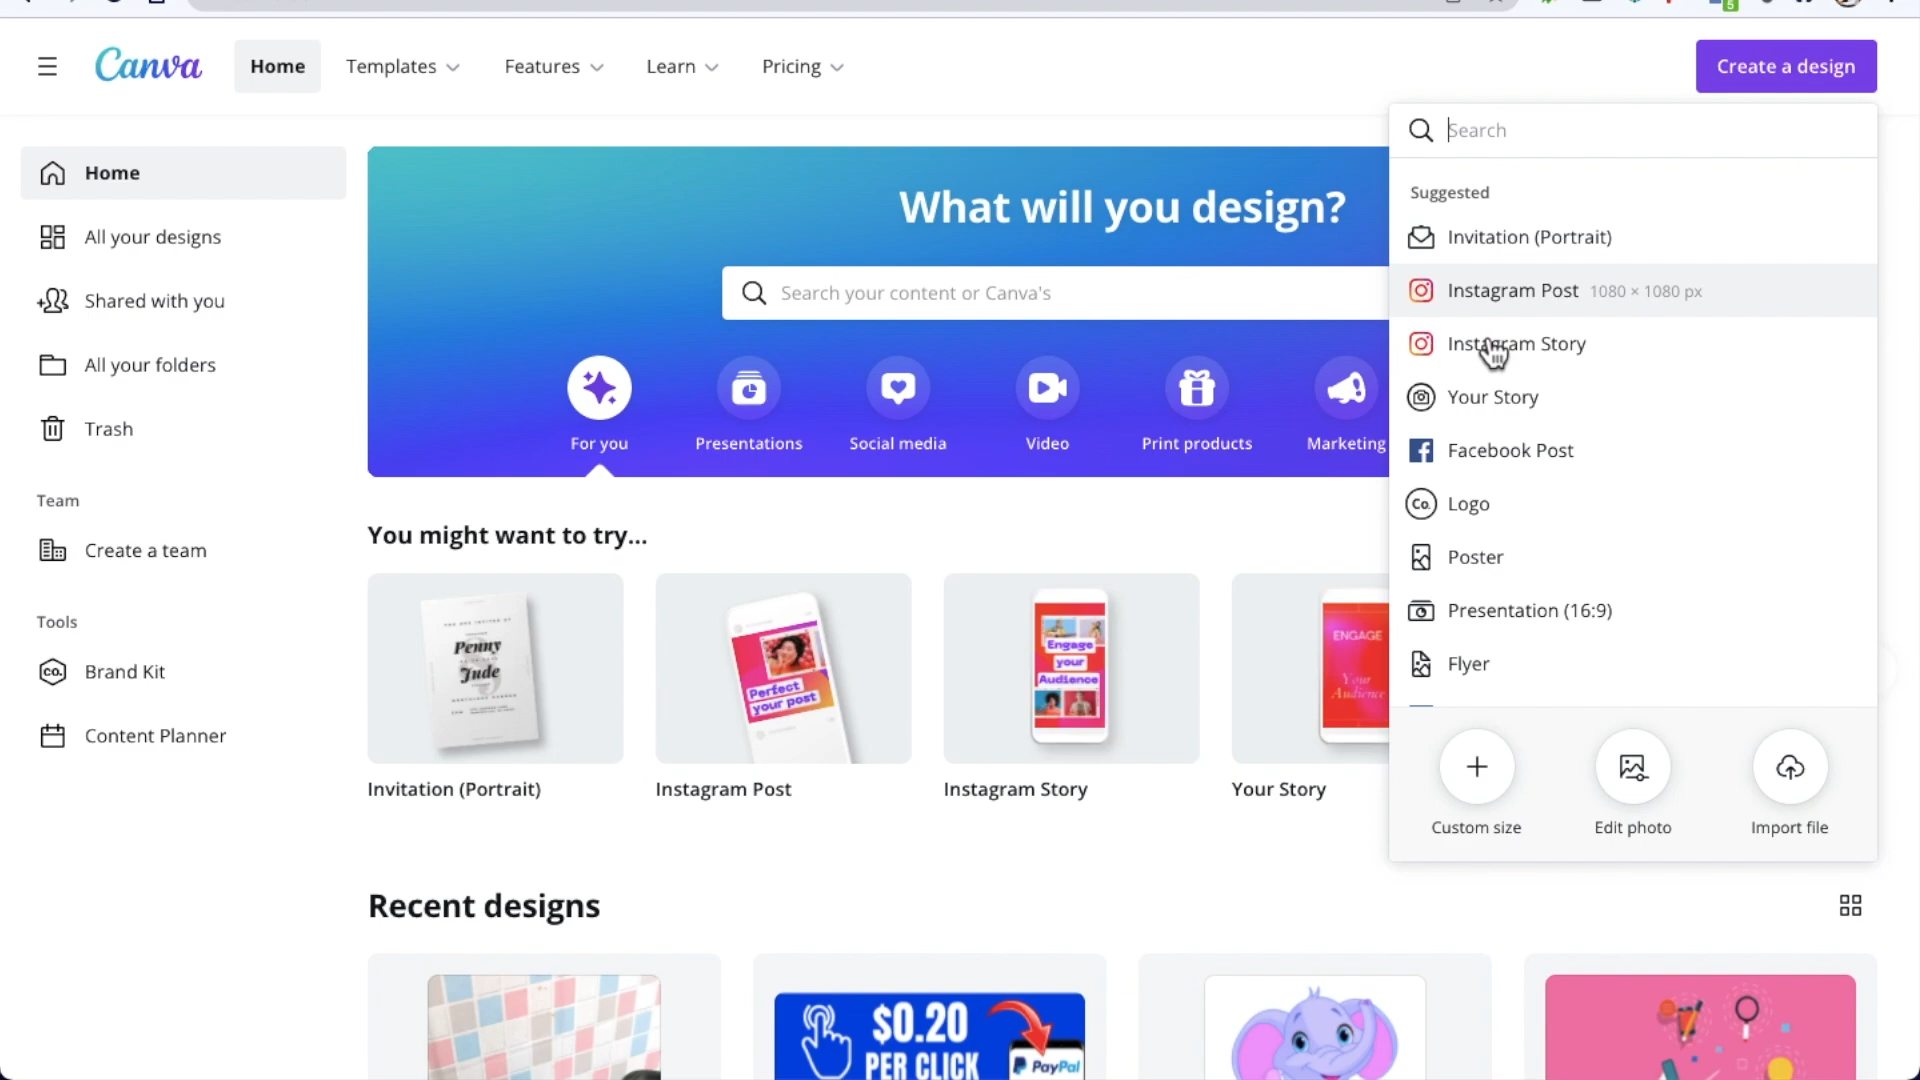 5
Canva
Home
Templates
Features
Learn
Pricing
Create a design
Home
All your designs
Shared with you
All your folders
Trash
Team
Create a team
Tools
Brand Kit
Content Planner
What will you design?
Search your content or Canva's
For you
Presentations
Social media
Video
Print products
Marketing
Search
Suggested
Invitation (Portrait)
Instagram Post 1080 × 1080 px
Instagram Story
Your Story
Facebook Post
Co. Logo
Poster
Presentation (16:9)
Flyer
Custom size
Edit photo
Import file
You might want to try...
Penny
Jude
Perfect
your post
Engage
your
Audience
ENGAGE
Your
Audience
Invitation (Portrait)
Instagram Post
Instagram Story
Your Story
Recent designs
$0.20
PER CLICK
PayPal